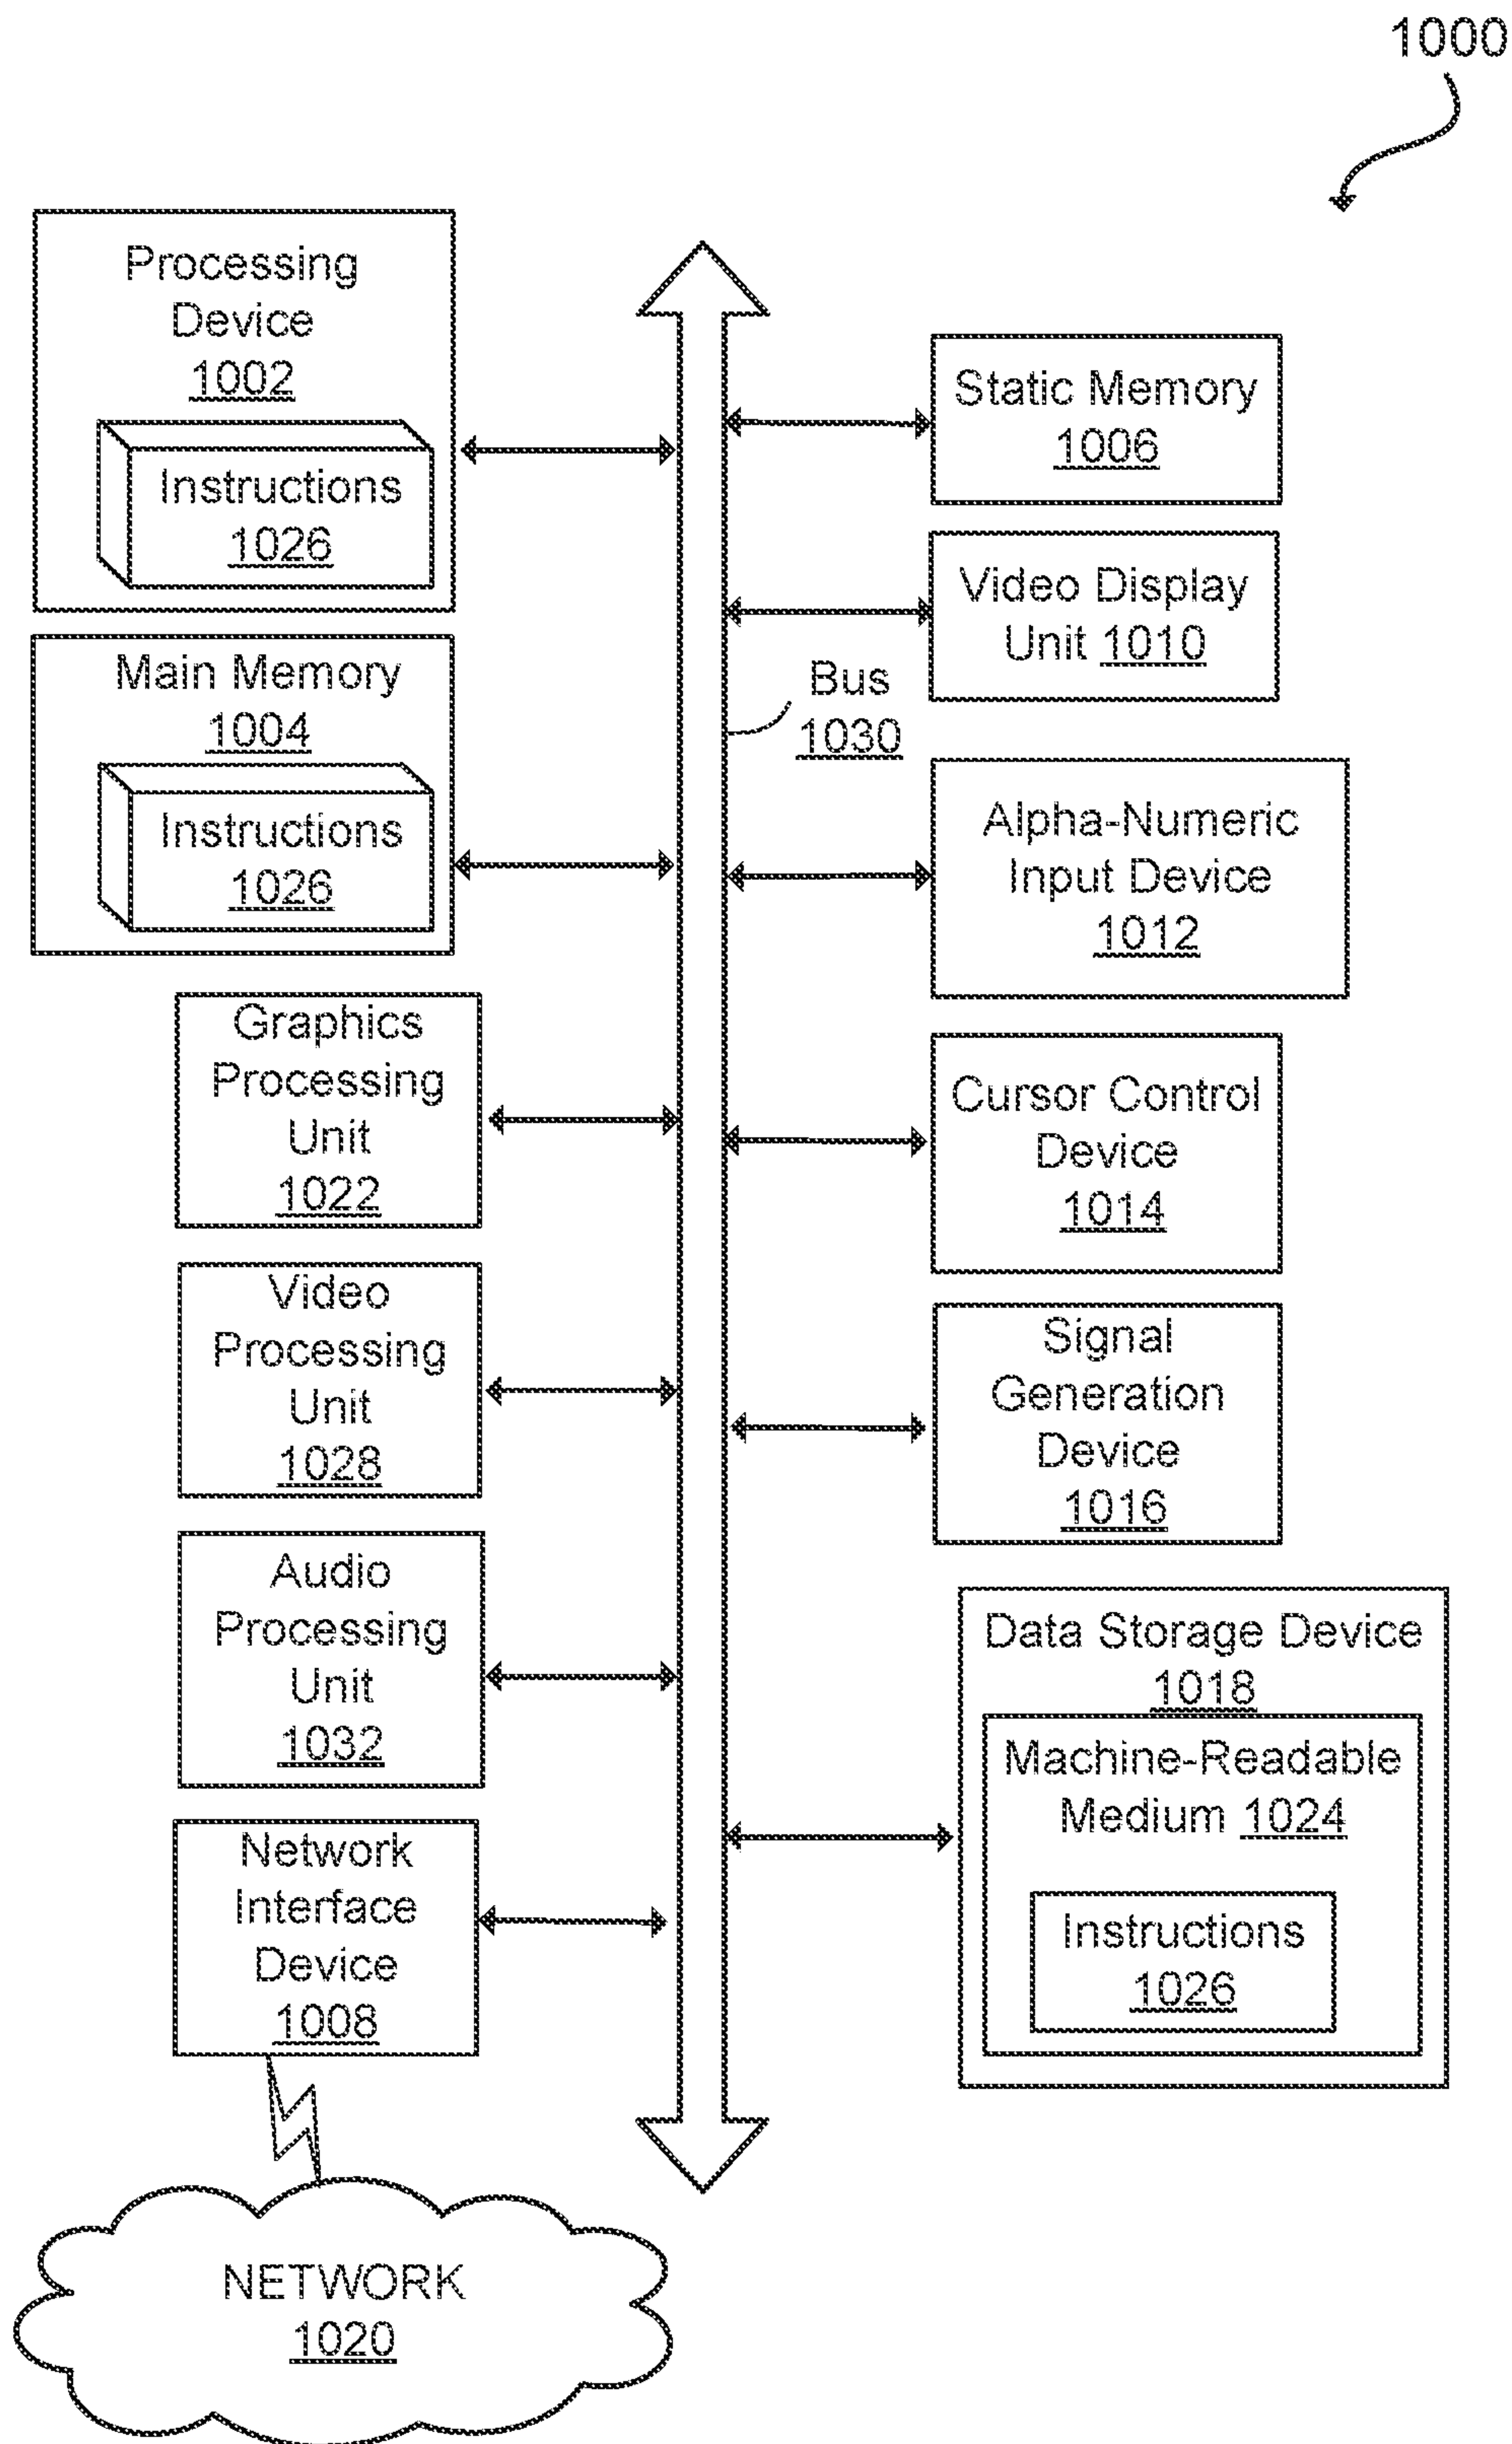 1000
Processing
Device
1002
Instructions
1026
Main Memory
1004
Instructions
1026
Graphics
Processing
Unit
1022
Video
Processing
Unit
1028
Audio
Processing
Unit
1032
Network
Interface
Device
1008
NETWORK
1020
Bus
1030
Static Memory
1006
Video Display
Unit 1010
Alpha-Numeric
Input Device
1012
Cursor Control
Device
1014
Signal
Generation
Device
1016
Data Storage Device
1018
Machine-Readable
Medium 1024
Instructions
1026